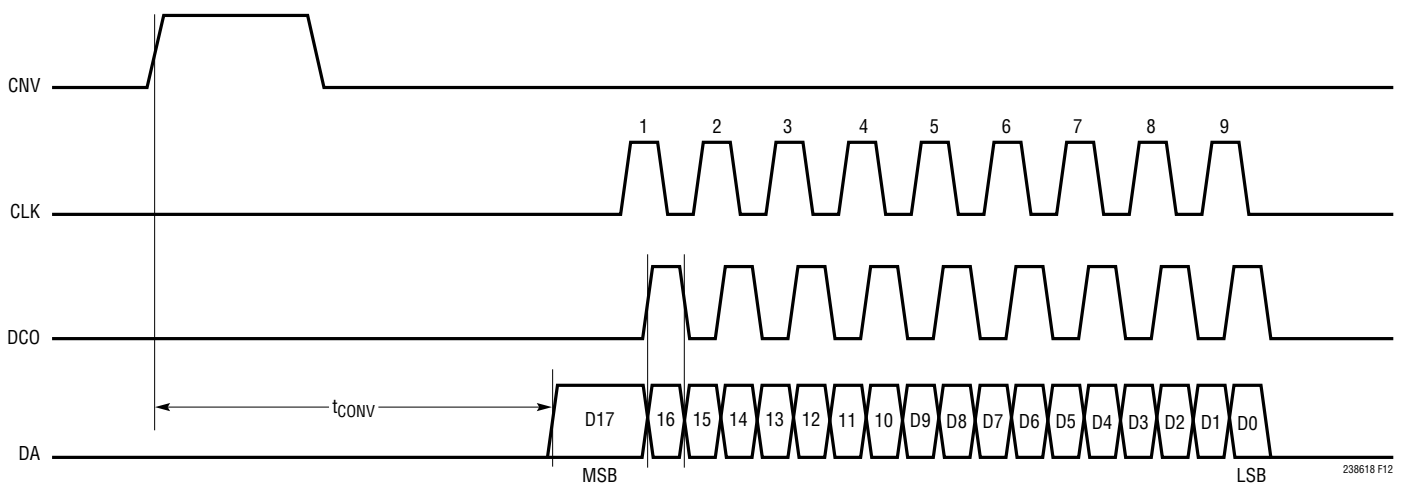 CNV
1 2 3 4 5 6 7 8 9
CLK
DCO
tCONV
D17 16 15 14 13 12 11 10 D9 D8 D7 D6 D5 D4 D3 D2 D1 D0
DA
MSB LSB
238618 F12